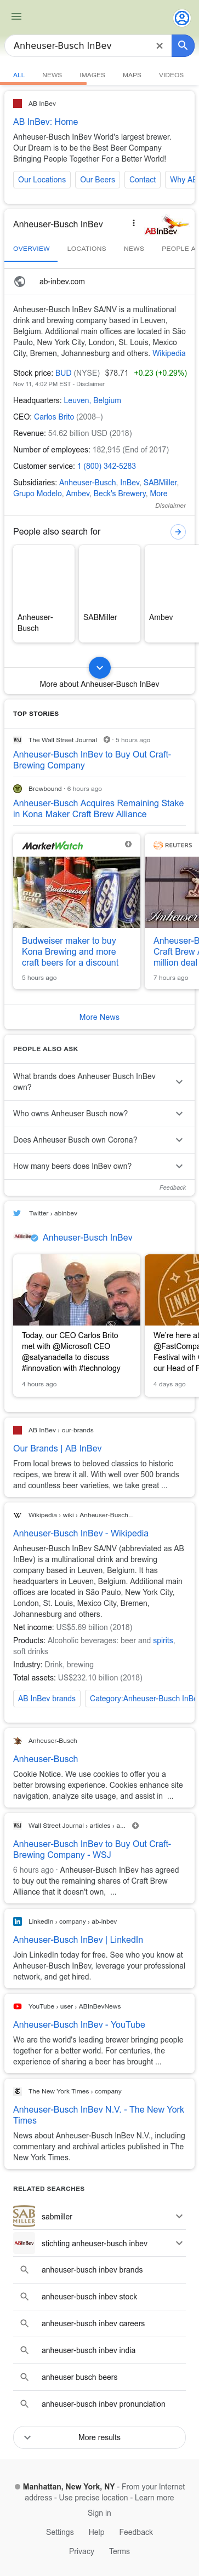 Anheuser-Busch InBev
ALL NEWS IMAGES MAPS VIDEOS
AB InBev
AB InBev: Home
Anheuser-Busch InBev World's largest brewer.
Our Dream is to be the Best Beer Company
Bringing People Together For a Better World!
Our Locations Our Beers Contact Why AB
Anheuser-Busch InBev
ABInBev
OVERVIEW LOCATIONS NEWS PEOPLE A
ab-inbev.com
Anheuser-Busch InBev SA/NV is a multinational
drink and brewing company based in Leuven,
Belgium. Additional main offices are located in São
Paulo, New York City, London, St. Louis, Mexico
City, Bremen, Johannesburg and others. Wikipedia
Stock price: BUD (NYSE) $78.71 +0.23 (+0.29%)
Nov 11, 4:02 PM EST - Disclaimer
Headquarters: Leuven, Belgium
CEO: Carlos Brito (2008–)
Revenue: 54.62 billion USD (2018)
Number of employees: 182,915 (End of 2017)
Customer service: 1 (800) 342-5283
Subsidiaries: Anheuser-Busch, InBev, SABMiller,
Grupo Modelo, Ambev, Beck's Brewery, More
Disclaimer
People also search for
Anheuser-
Busch
SABMiller
Ambev
More about Anheuser-Busch InBev
TOP STORIES
WSJ The Wall Street Journal · 5 hours ago
Anheuser-Busch InBev to Buy Out Craft-
Brewing Company
Brewbound · 6 hours ago
Anheuser-Busch Acquires Remaining Stake
in Kona Maker Craft Brew Alliance
MarketWatch
REUTERS
Budweiser
BUD LIGHT
Anheuser
Budweiser maker to buy
Kona Brewing and more
craft beers for a discount
5 hours ago
Anheuser-B
Craft Brew A
million deal
7 hours ago
More News
PEOPLE ALSO ASK
What brands does Anheuser Busch InBev
own?
Who owns Anheuser Busch now?
Does Anheuser Busch own Corona?
How many beers does InBev own?
Feedback
Twitter › abinbev
ABInBev Anheuser-Busch InBev
Today, our CEO Carlos Brito
met with @Microsoft CEO
@satyanadella to discuss
#innovation with #technology
4 hours ago
We're here at
@FastCompa
Festival with
our Head of F
4 days ago
AB InBev › our-brands
Our Brands | AB InBev
From local brews to beloved classics to historic
recipes, we brew it all. With well over 500 brands
and countless beer varieties, we take great ...
W Wikipedia › wiki › Anheuser-Busch...
Anheuser-Busch InBev - Wikipedia
Anheuser-Busch InBev SA/NV (abbreviated as AB
InBev) is a multinational drink and brewing
company based in Leuven, Belgium. It has
headquarters in Leuven, Belgium. Additional main
offices are located in São Paulo, New York City,
London, St. Louis, Mexico City, Bremen,
Johannesburg and others.
Net income: US$5.69 billion (2018)
Products: Alcoholic beverages: beer and spirits,
soft drinks
Industry: Drink, brewing
Total assets: US$232.10 billion (2018)
AB InBev brands Category:Anheuser-Busch InBe
Anheuser-Busch
Anheuser-Busch
Cookie Notice. We use cookies to offer you a
better browsing experience. Cookies enhance site
navigation, analyze site usage, and assist in ...
WSJ Wall Street Journal › articles › a...
Anheuser-Busch InBev to Buy Out Craft-
Brewing Company - WSJ
6 hours ago · Anheuser-Busch InBev has agreed
to buy out the remaining shares of Craft Brew
Alliance that it doesn't own, ...
in LinkedIn › company › ab-inbev
Anheuser-Busch InBev | LinkedIn
Join LinkedIn today for free. See who you know at
Anheuser-Busch InBev, leverage your professional
network, and get hired.
YouTube › user › ABInBevNews
Anheuser-Busch InBev - YouTube
We are the world's leading brewer bringing people
together for a better world. For centuries, the
experience of sharing a beer has brought ...
The New York Times › company
Anheuser-Busch InBev N.V. - The New York
Times
News about Anheuser-Busch InBev N.V., including
commentary and archival articles published in The
New York Times.
RELATED SEARCHES
SAB
MILLER sabmiller
ABInBev stichting anheuser-busch inbev
anheuser-busch inbev brands
anheuser-busch inbev stock
anheuser-busch inbev careers
anheuser-busch inbev india
anheuser busch beers
anheuser-busch inbev pronunciation
More results
Manhattan, New York, NY - From your Internet
address - Use precise location - Learn more
Sign in
Settings Help Feedback
Privacy Terms